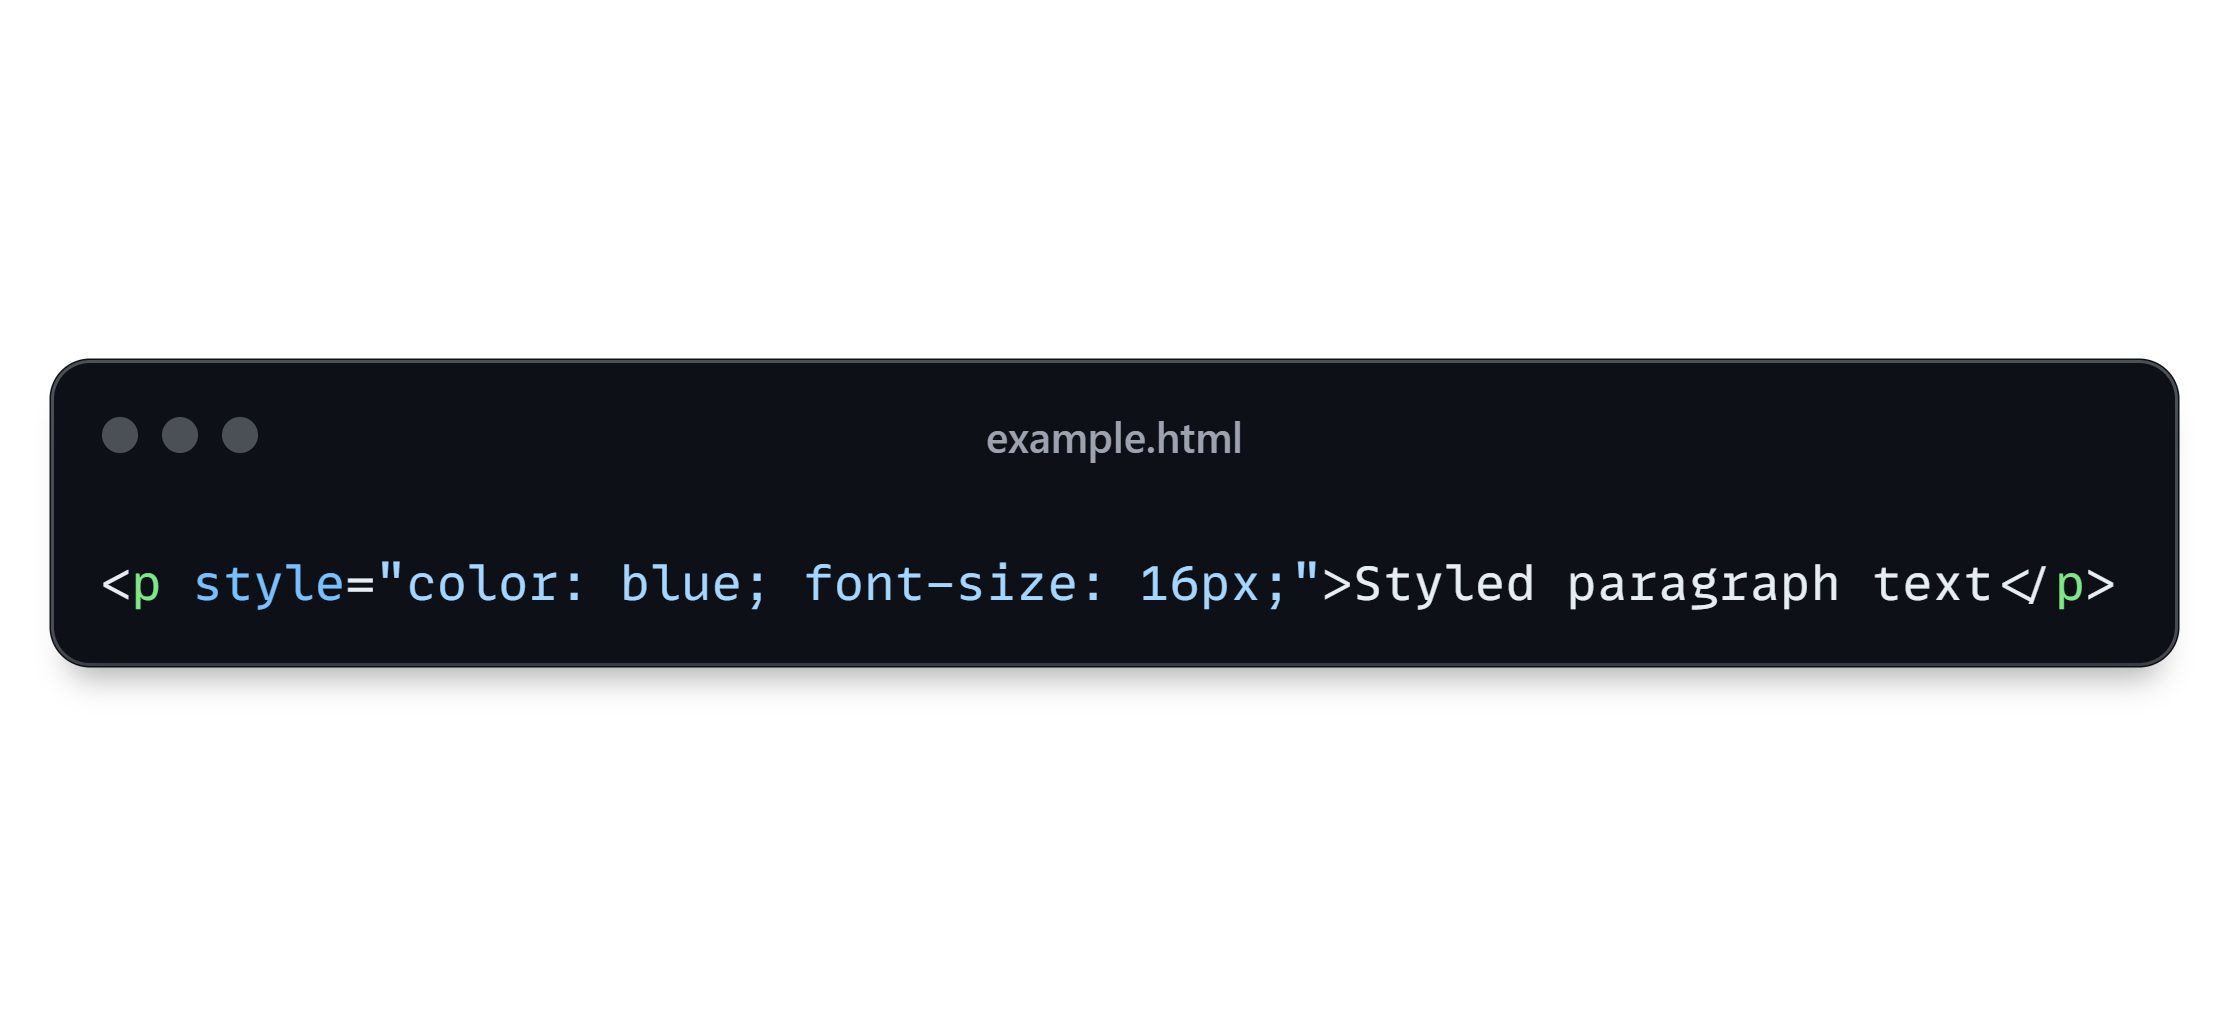 example.html
<p style="color: blue; font-size: 16px;">Styled paragraph text</p>